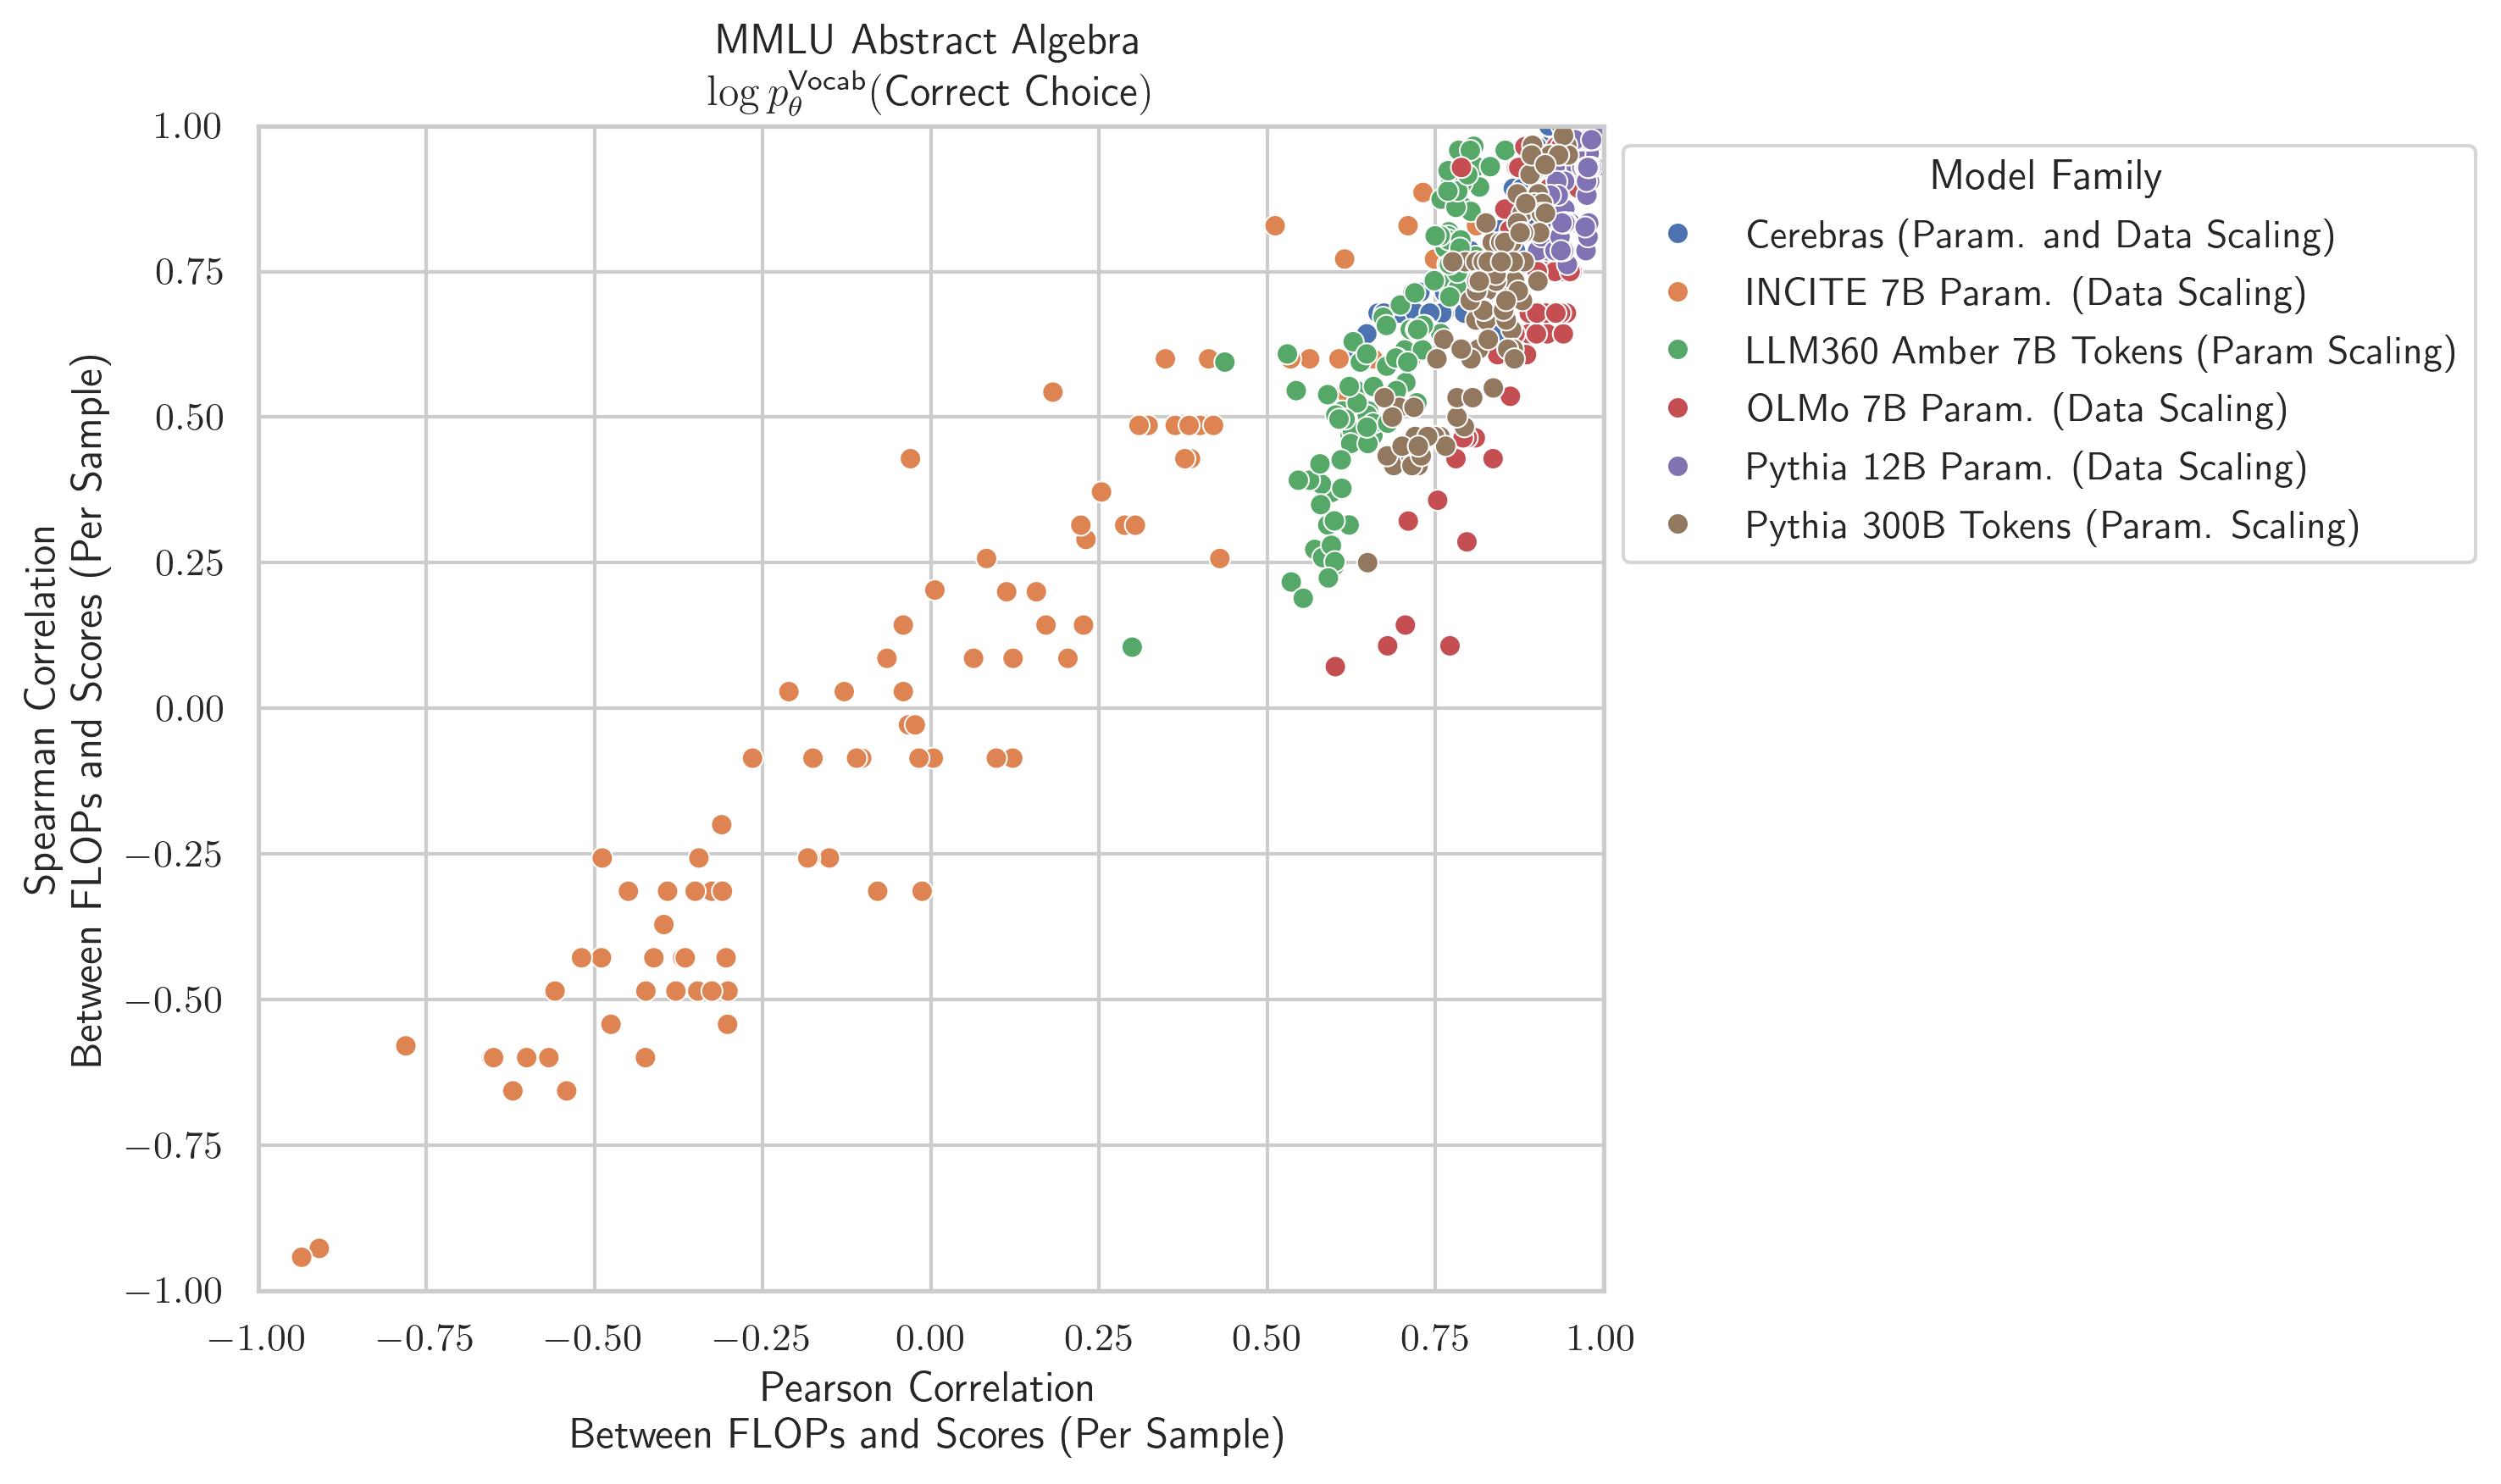 MMLU Abstract Algebra
log p_θ^Vocab(Correct Choice)
1.00
0.75
0.50
0.25
0.00
−0.25
−0.50
−0.75
−1.00
Spearman Correlation
Between FLOPs and Scores (Per Sample)
−1.00 −0.75 −0.50 −0.25 0.00 0.25 0.50 0.75 1.00
Pearson Correlation
Between FLOPs and Scores (Per Sample)
Model Family
Cerebras (Param. and Data Scaling)
INCITE 7B Param. (Data Scaling)
LLM360 Amber 7B Tokens (Param Scaling)
OLMo 7B Param. (Data Scaling)
Pythia 12B Param. (Data Scaling)
Pythia 300B Tokens (Param. Scaling)